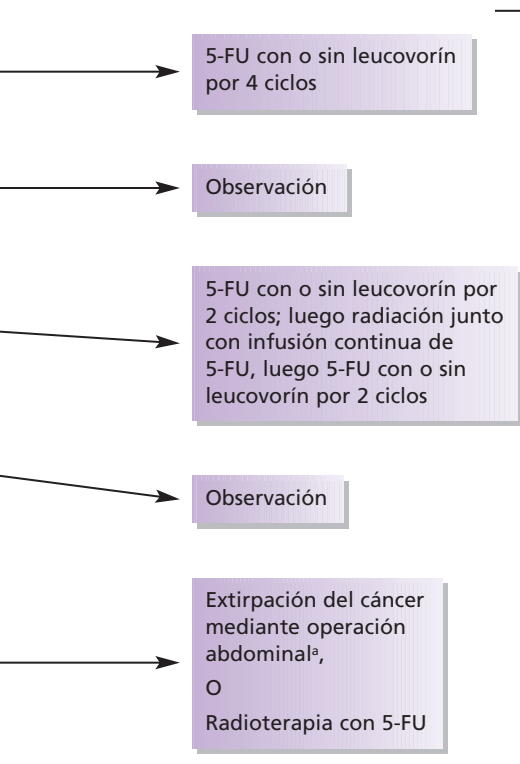 5-FU con o sin leucovorín
por 4 ciclos
Observación
5-FU con o sin leucovorín por
2 ciclos; luego radiación junto
con infusión continua de
5-FU, luego 5-FU con o sin
leucovorín por 2 ciclos
Observación
Extirpación del cáncer
mediante operación
abdominalª,
O
Radioterapia con 5-FU